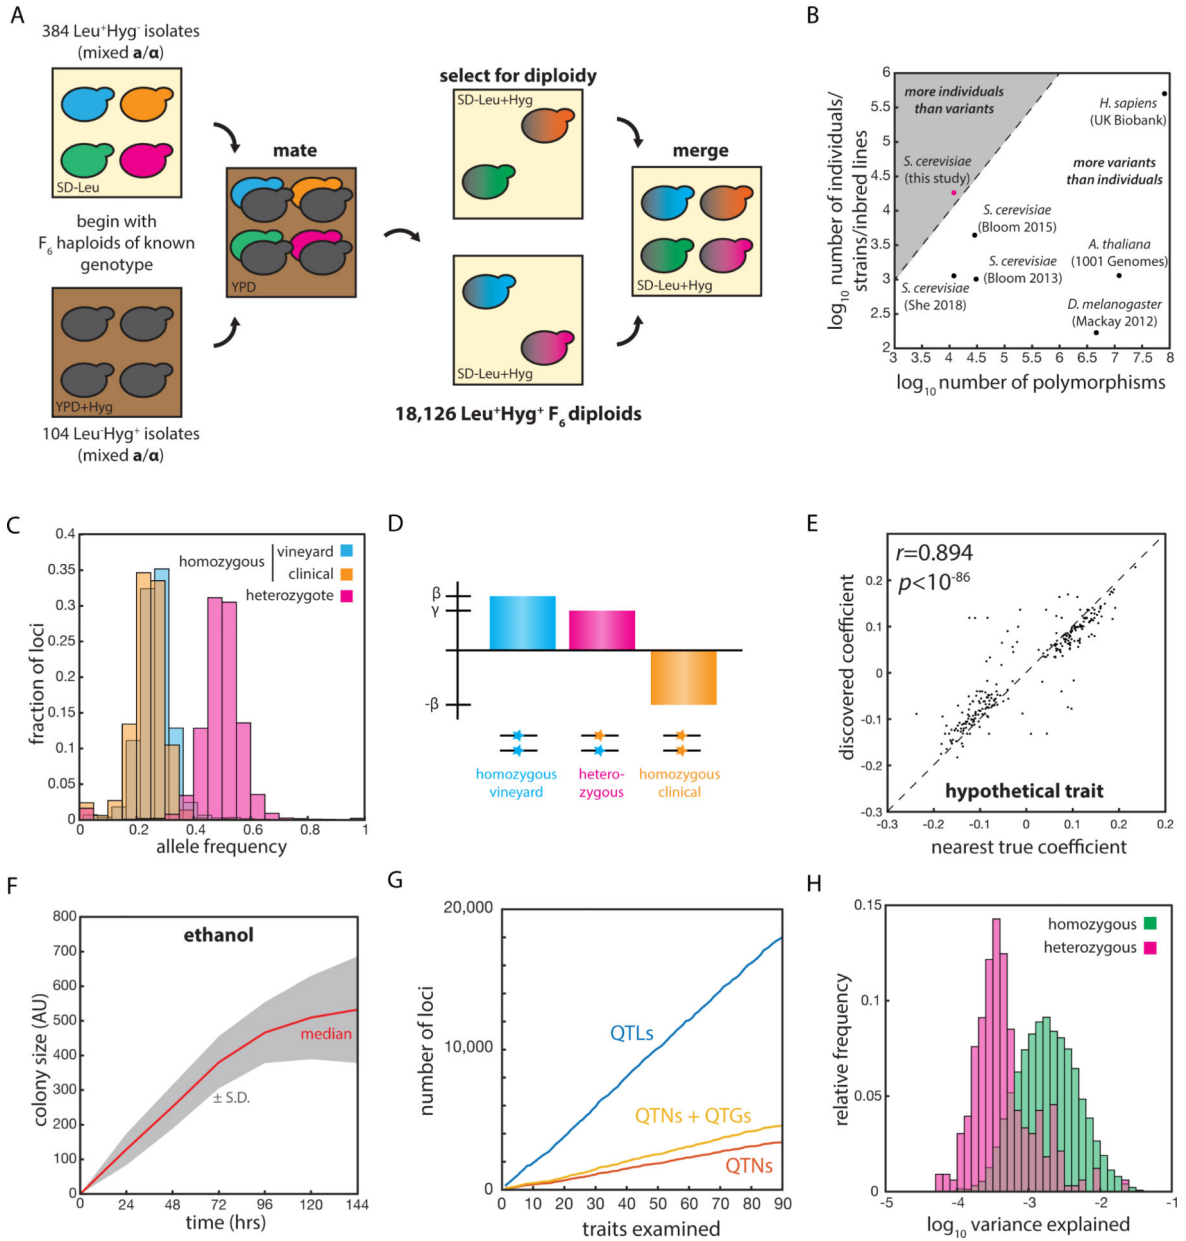 A
384 Leu⁺Hyg⁻ isolates
(mixed a/α)
SD-Leu
begin with
F₆ haploids of known
genotype
YPD+Hyg
104 Leu⁻Hyg⁺ isolates
(mixed a/α)
mate
YPD
select for diploidy
SD-Leu+Hyg
SD-Leu+Hyg
18,126 Leu⁺Hyg⁺ F₆ diploids
merge
SD-Leu+Hyg
B
log₁₀ number of individuals/
strains/inbred lines
6
5.5
5
4.5
4
3.5
3
2.5
2
more individuals
than variants
H. sapiens
(UK Biobank)
S. cerevisiae
(this study)
more variants
than individuals
S. cerevisiae
(Bloom 2015)
A. thaliana
(1001 Genomes)
S. cerevisiae
(Bloom 2013)
S. cerevisiae
(She 2018)
D. melanogaster
(Mackay 2012)
3 3.5 4 4.5 5 5.5 6 6.5 7 7.5 8
log₁₀ number of polymorphisms
C
fraction of loci
0.4
0.35
0.3
0.25
0.2
0.15
0.1
0.05
0
homozygous
vineyard
clinical
heterozygote
0 0.2 0.4 0.6 0.8 1
allele frequency
D
β
γ
-β
homozygous
vineyard
hetero-
zygous
homozygous
clinical
E
discovered coefficient
r=0.894
p<10⁻⁸⁶
0.2
0.1
0
-0.1
-0.2
-0.3
hypothetical trait
-0.3 -0.2 -0.1 0 0.1 0.2
nearest true coefficient
F
colony size (AU)
800
700
600
500
400
300
200
100
0
ethanol
median
± S.D.
0 24 48 72 96 120 144
time (hrs)
G
number of loci
20,000
10,000
0
QTLs
QTNs + QTGs
QTNs
0 10 20 30 40 50 60 70 80 90
traits examined
H
relative frequency
0.15
0.1
0.05
0
homozygous
heterozygous
-5 -4 -3 -2 -1
log₁₀ variance explained